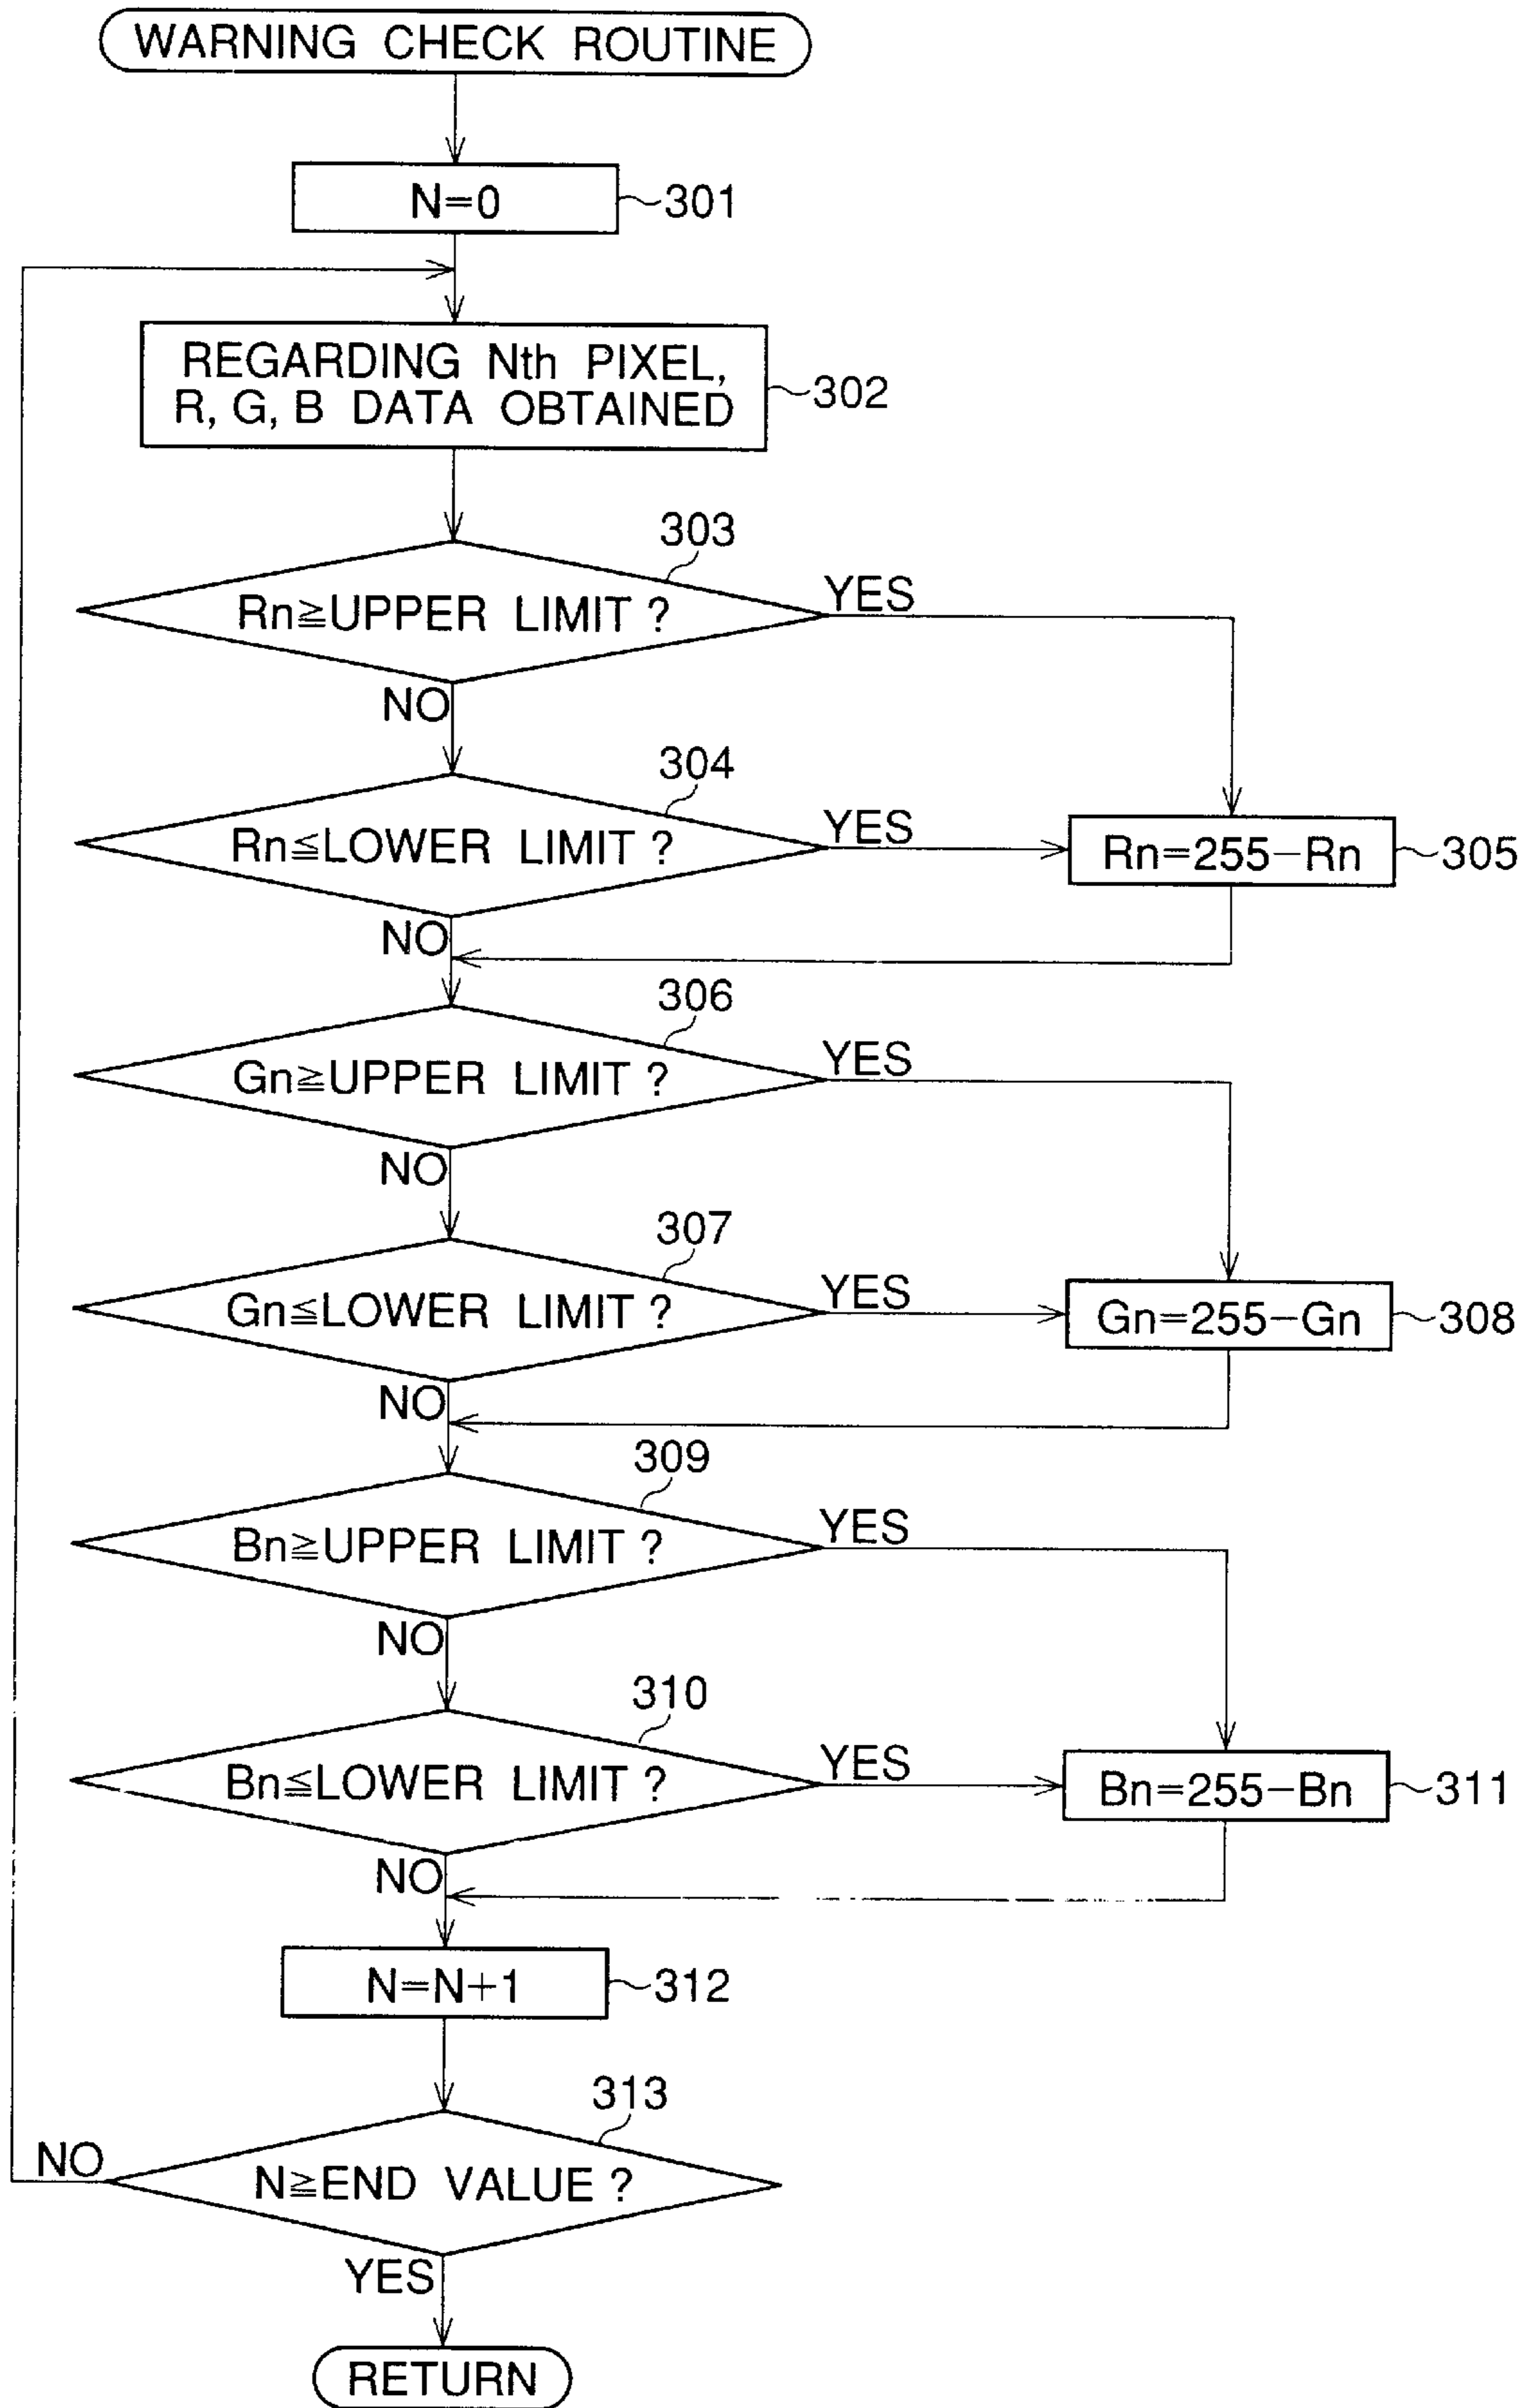 WARNING CHECK ROUTINE
N=0
301
REGARDING Nth PIXEL,
R, G, B DATA OBTAINED
302
303
Rn≧UPPER LIMIT ?
YES
NO
304
Rn≦LOWER LIMIT ?
YES
Rn=255−Rn
305
NO
306
Gn≧UPPER LIMIT ?
YES
NO
307
Gn≦LOWER LIMIT ?
YES
Gn=255−Gn
308
NO
309
Bn≧UPPER LIMIT ?
YES
NO
310
Bn≦LOWER LIMIT ?
YES
Bn=255−Bn
311
NO
N=N+1
312
313
NO
N≧END VALUE ?
YES
RETURN